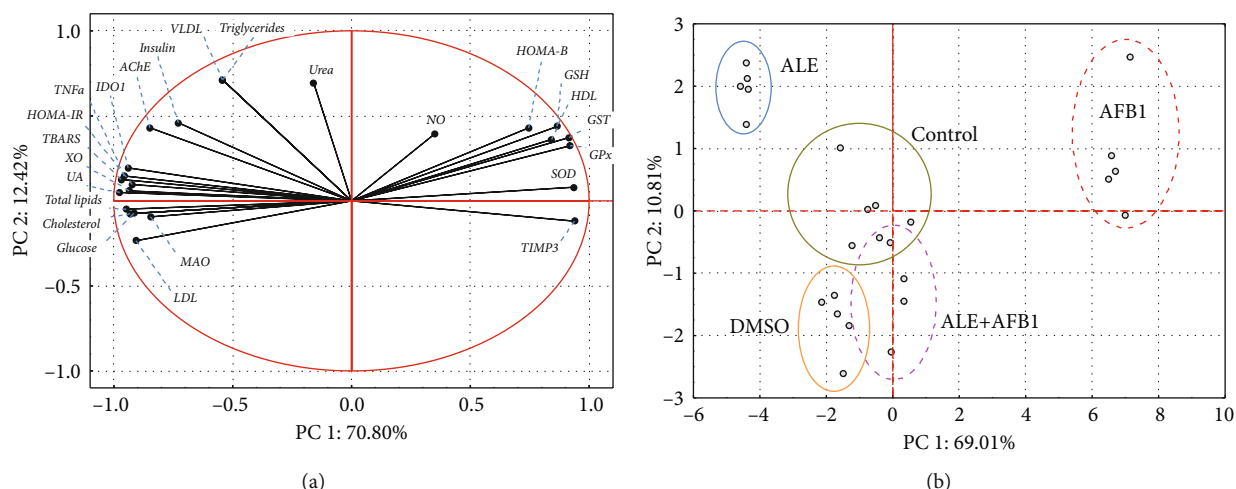 VLDL Triglycerides
Insulin
AChE
IDO1
TNFa
HOMA-IR
TBARS
XO
UA
Total lipids
Cholesterol
Glucose
MAO
LDL
Urea
NO
HOMA-B
GSH
HDL
GST
GPx
SOD
TIMP3
1.0
0.0
−0.5
−1.0
PC 2: 12.42%
−1.0 −0.5 0.0 0.5 1.0
PC 1: 70.80%
(a)
3
2
1
0
−1
−2
−3
PC 2: 10.81%
ALE
AFB1
Control
DMSO
ALE+AFB1
−6 −4 −2 0 2 4 6 8 10
PC 1: 69.01%
(b)